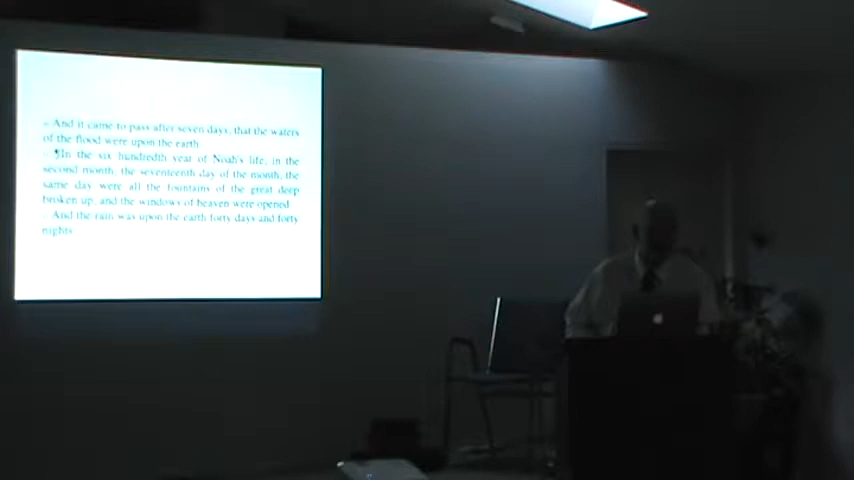 And it came to pass after seven days, that the waters
of the flood were upon the earth.
¶In the six hundredth year of Noah's life, in the
second month, the seventeenth day of the month, the
same day were all the fountains of the great deep
broken up, and the windows of heaven were opened.
And the rain was upon the earth forty days and forty
nights.